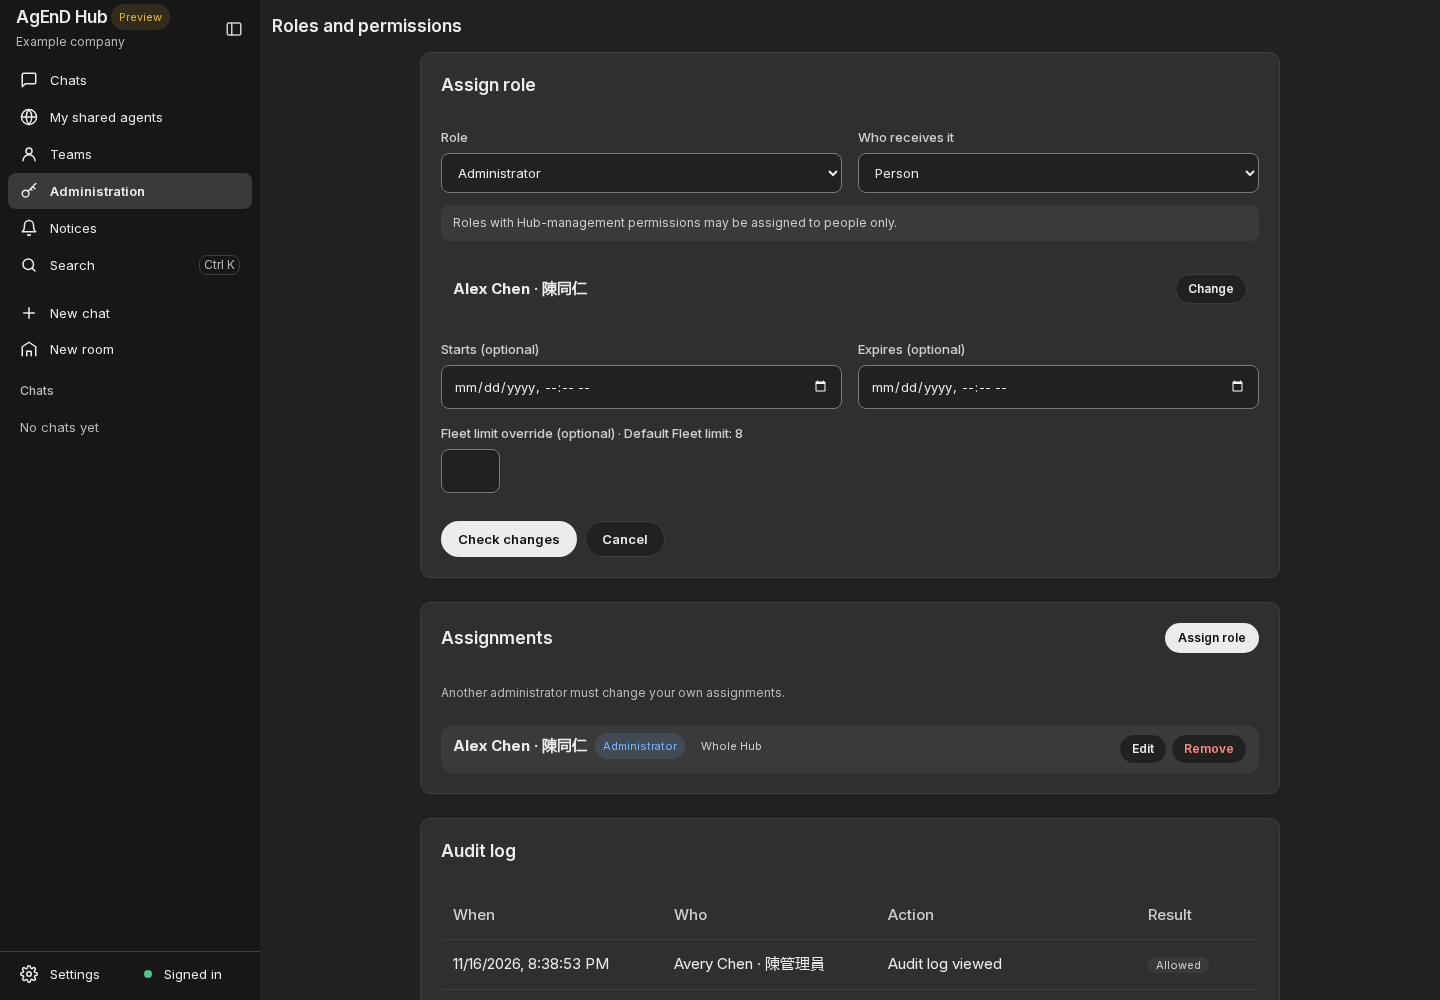 AgEnD Hub Preview
Example company
Chats
My shared agents
Teams
Administration
Notices
Search Ctrl K
New chat
New room
Chats
No chats yet
Settings Signed in
Roles and permissions
Assign role
Role Who receives it
Administrator Person
Roles with Hub-management permissions may be assigned to people only.
Alex Chen · 陳同仁 Change
Starts (optional) Expires (optional)
mm/dd/yyyy, --:-- -- mm/dd/yyyy, --:-- --
Fleet limit override (optional) · Default Fleet limit: 8
Check changes Cancel
Assignments Assign role
Another administrator must change your own assignments.
Alex Chen · 陳同仁 Administrator Whole Hub Edit Remove
Audit log
When Who Action Result
11/16/2026, 8:38:53 PM Avery Chen · 陳管理員 Audit log viewed Allowed